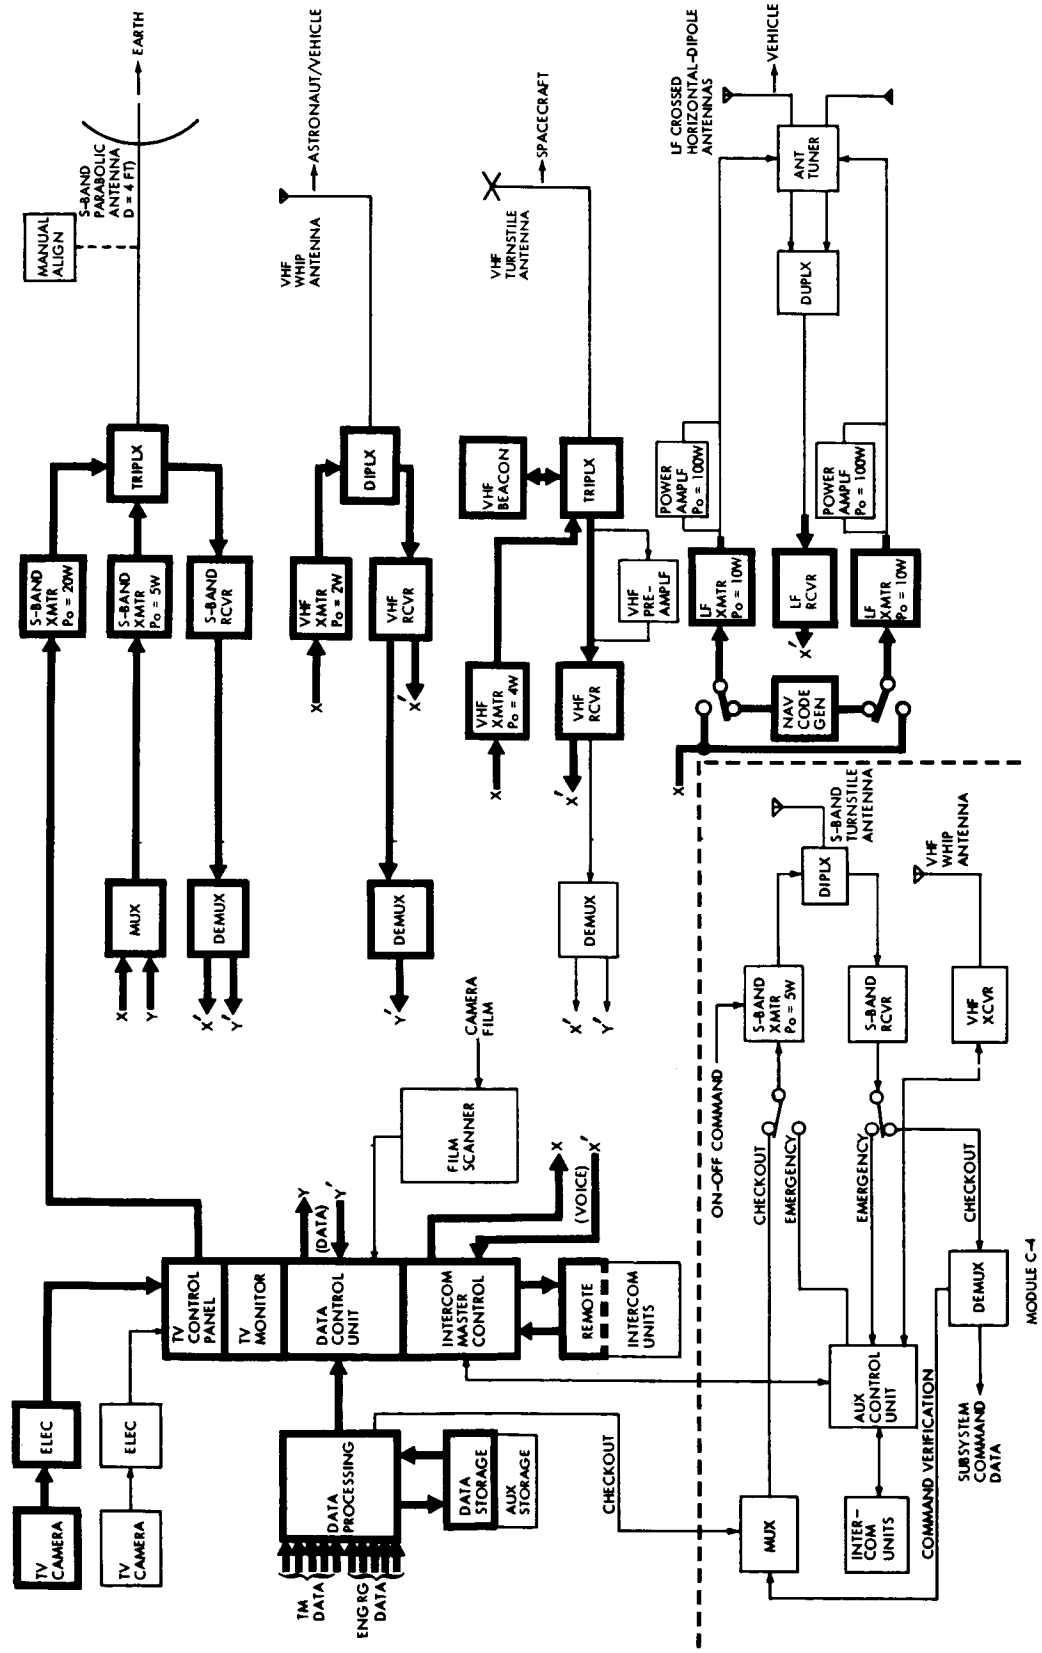 TV
CAMERA
ELEC
TV
CAMERA
ELEC
TV
CONTROL
PANEL
TV
MONITOR
DATA
CONTROL
UNIT
INTERCOM
MASTER
CONTROL
Y
(DATA)
Y'
X
(VOICE)
X'
REMOTE
INTERCOM
UNITS
TM
DATA
ENGRG
DATA
DATA
PROCESSING
DATA
STORAGE
AUX
STORAGE
CHECKOUT
FILM
SCANNER
CAMERA
FILM
S-BAND
XMTR
Po = 20W
X
Y
MUX
S-BAND
XMTR
Po = 5W
X'
Y'
DEMUX
S-BAND
RCVR
TRIPLX
MANUAL
ALIGN
S-BAND
PARABOLIC
ANTENNA
D = 4 FT)
EARTH
X
VHF
XMTR
Po = 2W
VHF
RCVR
X'
DEMUX
Y'
DIPLX
VHF
WHIP
ANTENNA
ASTRONAUT/VEHICLE
VHF
BEACON
TRIPLX
X
VHF
XMTR
Po = 4W
VHF
RCVR
X'
VHF
PRE-
AMPLF
DEMUX
X'
Y'
VHF
TURNSTILE
ANTENNA
SPACECRAFT
X
NAV
CODE
GEN
LF
XMTR
Po = 10W
LF
RCVR
X'
LF
XMTR
Po = 10W
POWER
AMPLF
Po = 100W
POWER
AMPLF
Po = 100W
DUPLX
ANT
TUNER
LF CROSSED
HORIZONTAL-DIPOLE
ANTENNAS
VEHICLE
MUX
INTER-
COM
UNITS
AUX
CONTROL
UNIT
COMMAND VERIFICATION
DEMUX
SUBSYSTEM
COMMAND
DATA
CHECKOUT
EMERGENCY
EMERGENCY
CHECKOUT
ON-OFF COMMAND
S-BAND
XMTR
Po = 5W
S-BAND
RCVR
VHF
XCVR
DIPLX
S-BAND
TURNSTILE
ANTENNA
VHF
WHIP
ANTENNA
MODULE C-4